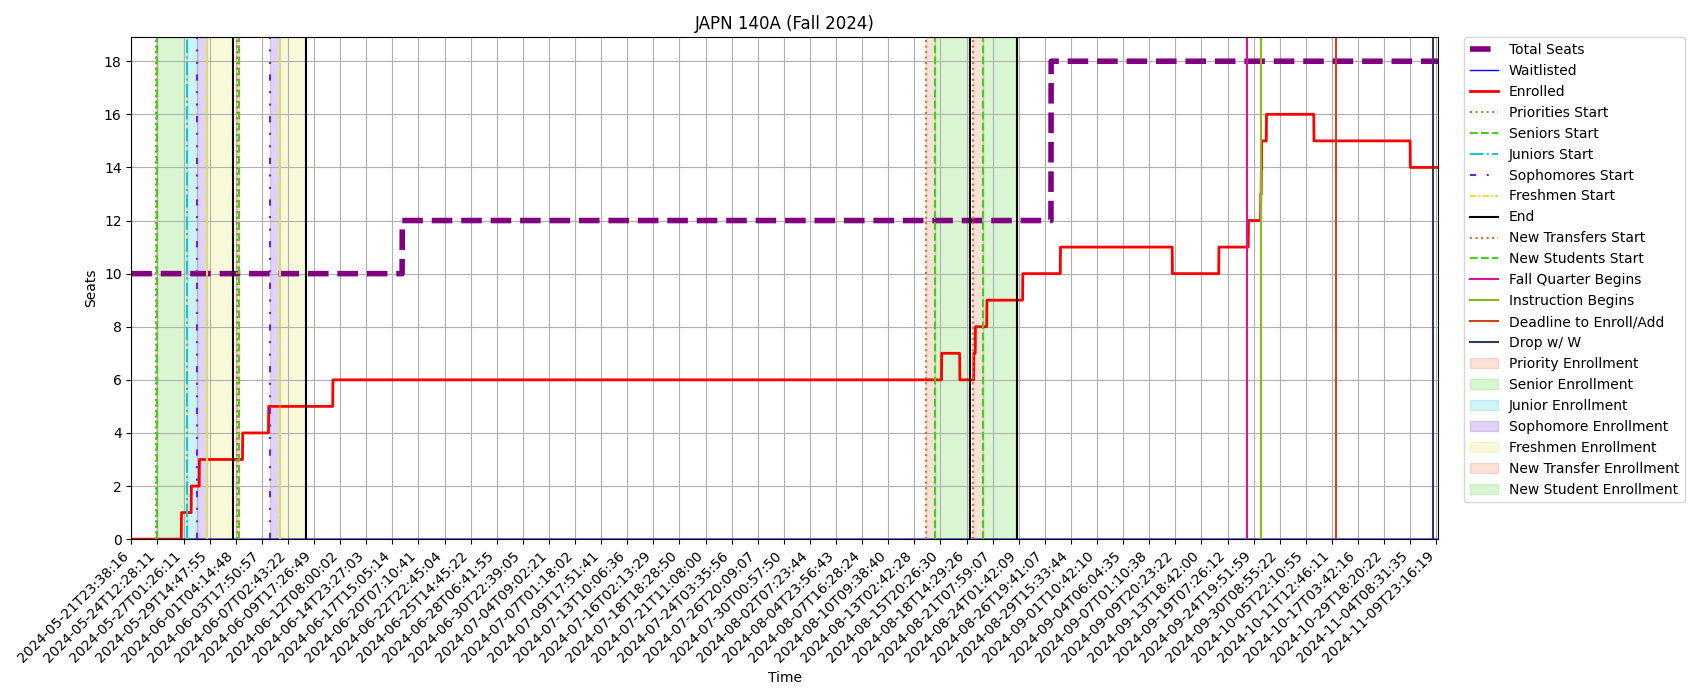 JAPN 140A (Fall 2024)
Seats
18
16
14
12
10
8
6
4
2
0
2024-05-21T23:38:16
2024-05-24T12:28:11
2024-05-27T01:26:11
2024-05-29T14:47:55
2024-06-01T04:14:48
2024-06-03T17:50:57
2024-06-07T02:43:22
2024-06-09T17:26:49
2024-06-12T08:00:02
2024-06-14T23:27:03
2024-06-17T15:05:14
2024-06-20T07:10:41
2024-06-22T22:45:04
2024-06-25T14:45:22
2024-06-28T06:41:55
2024-06-30T22:39:05
2024-07-04T09:02:21
2024-07-07T01:18:02
2024-07-09T17:51:41
2024-07-13T10:06:36
2024-07-16T02:13:29
2024-07-18T18:28:50
2024-07-21T11:08:00
2024-07-24T03:35:56
2024-07-26T20:09:07
2024-07-30T00:57:50
2024-08-02T07:23:44
2024-08-04T23:56:43
2024-08-07T16:28:24
2024-08-10T09:38:40
2024-08-13T02:42:28
2024-08-15T20:26:30
2024-08-18T14:29:26
2024-08-21T07:59:07
2024-08-24T01:42:09
2024-08-26T19:41:07
2024-08-29T15:33:44
2024-09-01T10:42:10
2024-09-04T06:04:35
2024-09-07T01:10:38
2024-09-09T20:23:22
2024-09-13T18:42:00
2024-09-19T07:26:12
2024-09-24T19:51:59
2024-09-30T08:55:22
2024-10-05T22:10:55
2024-10-11T12:46:11
2024-10-17T03:42:16
2024-10-29T18:20:22
2024-11-04T08:31:35
2024-11-09T23:16:19
Time
Total Seats
Waitlisted
Enrolled
Priorities Start
Seniors Start
Juniors Start
Sophomores Start
Freshmen Start
End
New Transfers Start
New Students Start
Fall Quarter Begins
Instruction Begins
Deadline to Enroll/Add
Drop w/ W
Priority Enrollment
Senior Enrollment
Junior Enrollment
Sophomore Enrollment
Freshmen Enrollment
New Transfer Enrollment
New Student Enrollment